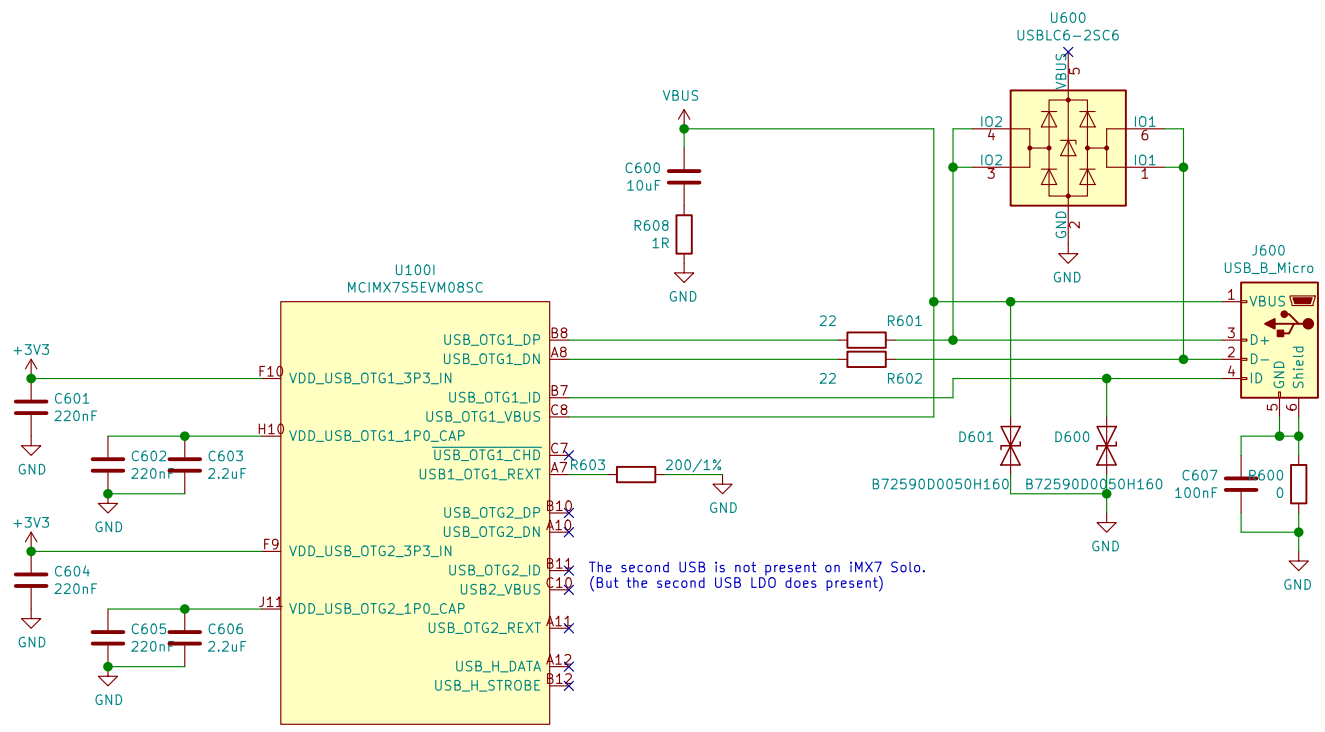 U600
USBLC6-2SC6
VBUS
5
IO2
4
IO2
3
IO1
6
IO1
1
GND
2
GND
VBUS
C600
10uF
R608
1R
GND
J600
USB_B_Micro
1
VBUS
3
D+
2
D-
4
ID
GND
Shield
5
6
U100I
MCIMX7S5EVM08SC
USB_OTG1_DP
B8
USB_OTG1_DN
A8
22
R601
22
R602
+3V3
F10
VDD_USB_OTG1_3P3_IN
C601
220nF
GND
USB_OTG1_ID
B7
USB_OTG1_VBUS
C8
H10
VDD_USB_OTG1_1P0_CAP
C602
220nF
C603
2.2uF
GND
USB_OTG1_CHD
C7
USB1_OTG1_REXT
A7
R603
200/1%
GND
D601
B72590D0050H160
D600
B72590D0050H160
GND
C607
100nF
R600
0
GND
USB_OTG2_DP
B10
USB_OTG2_DN
A10
+3V3
F9
VDD_USB_OTG2_3P3_IN
C604
220nF
GND
USB_OTG2_ID
B11
USB2_VBUS
C10
The second USB is not present on iMX7 Solo.
(But the second USB LDO does present)
J11
VDD_USB_OTG2_1P0_CAP
C605
220nF
C606
2.2uF
GND
USB_OTG2_REXT
A11
USB_H_DATA
A12
USB_H_STROBE
B12